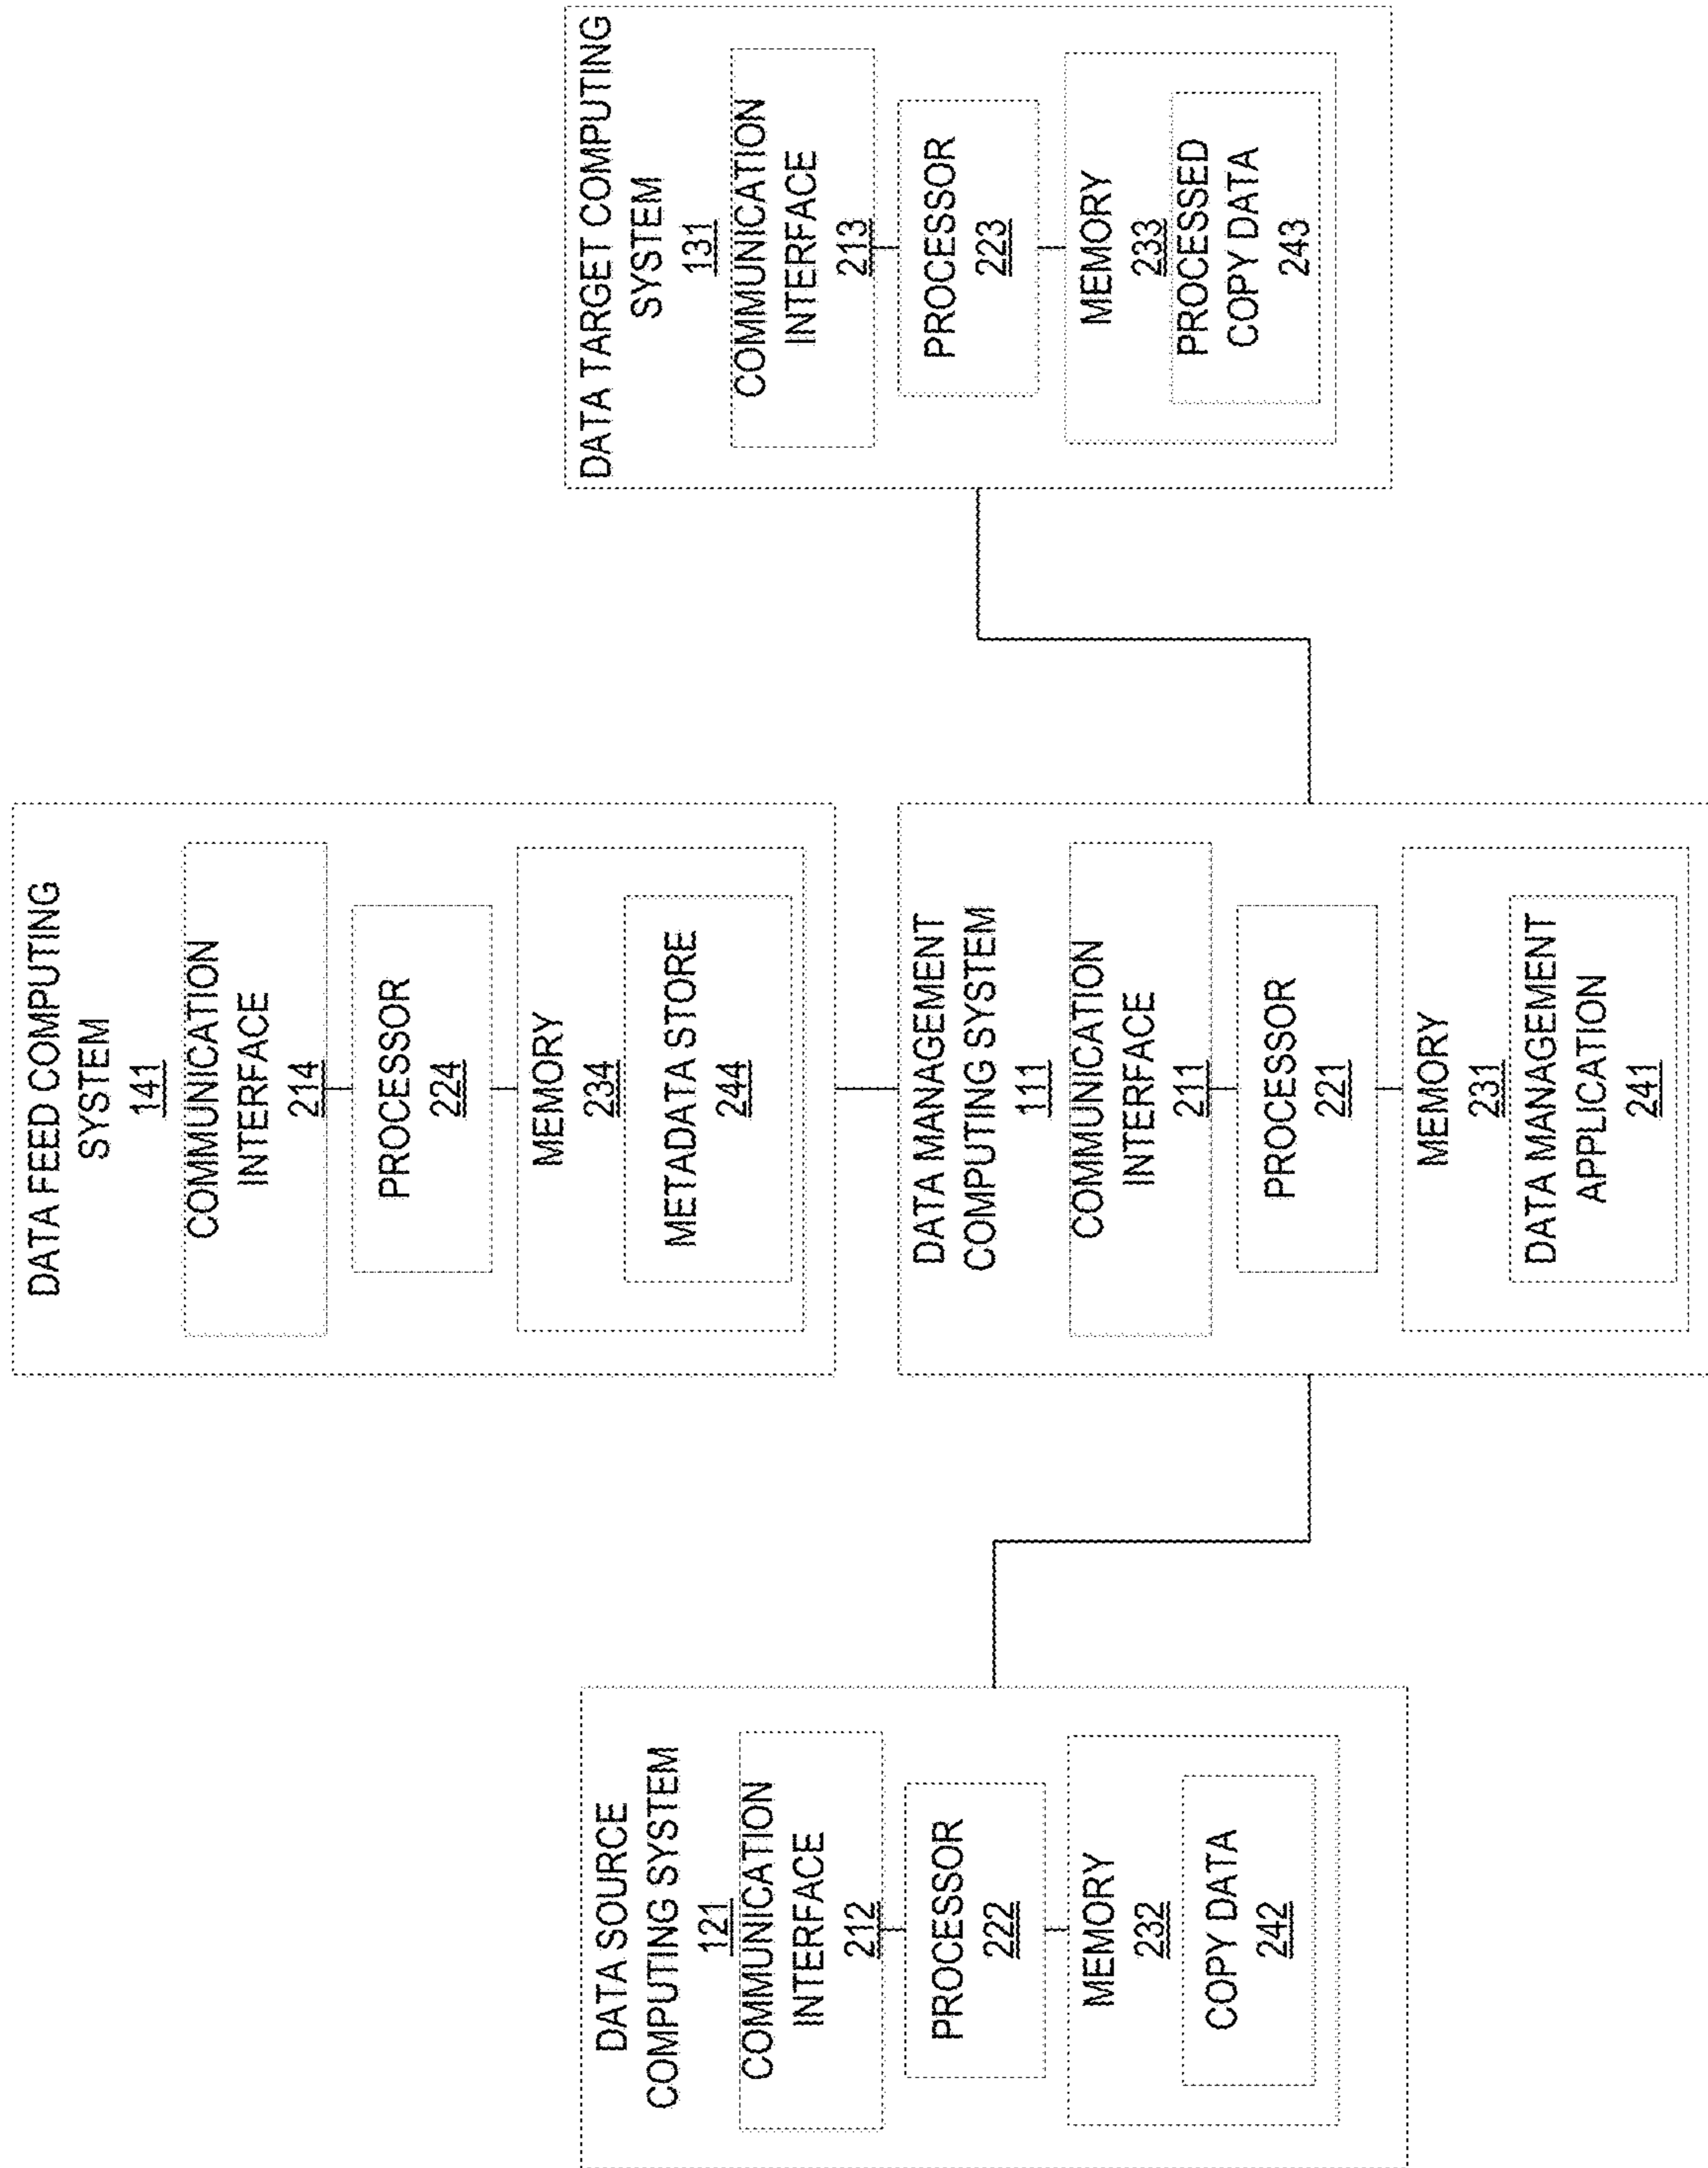 DATA SOURCE
COMPUTING SYSTEM
121
COMMUNICATION
INTERFACE
212
PROCESSOR
222
MEMORY
232
COPY DATA
242
DATA FEED COMPUTING
SYSTEM
141
COMMUNICATION
INTERFACE
214
PROCESSOR
224
MEMORY
234
METADATA STORE
244
DATA MANAGEMENT
COMPUTING SYSTEM
111
COMMUNICATION
INTERFACE
211
PROCESSOR
221
MEMORY
231
DATA MANAGEMENT
APPLICATION
241
DATA TARGET COMPUTING
SYSTEM
131
COMMUNICATION
INTERFACE
213
PROCESSOR
223
MEMORY
233
PROCESSED
COPY DATA
243